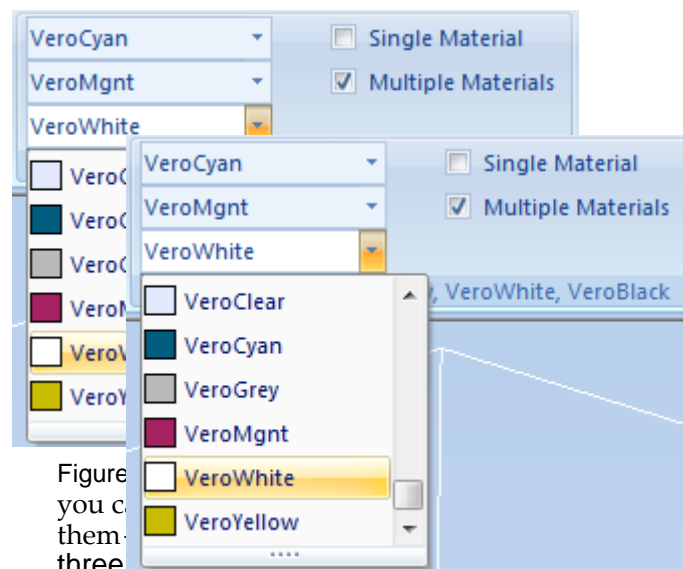 VeroCyan
Single Material
VeroMgnt
Multiple Materials
VeroWhite
VeroCyan
Single Material
VeroMgnt
Multiple Materials
VeroWhite
VeroWhite, VeroBlack
VeroClear
VeroCyan
VeroGrey
VeroMgnt
VeroWhite
VeroYellow
Figure
you
them
three